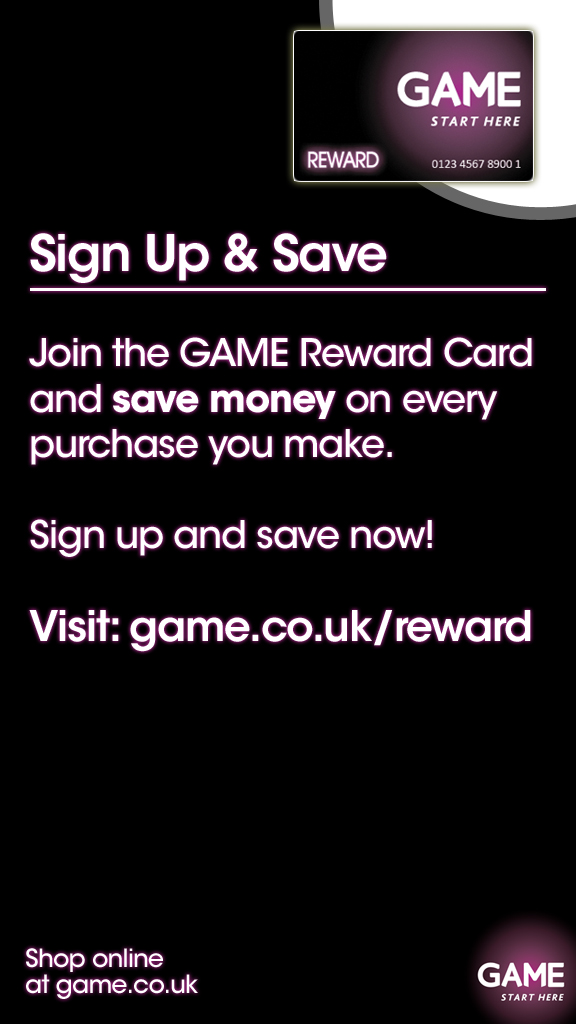 GAME
START HERE
REWARD
0123 4567 8900 1
Sign Up & Save
Join the GAME Reward Card
and save money on every
purchase you make.
Sign up and save now!
Visit: game.co.uk/reward
Shop online
at game.co.uk
GAME
START HERE